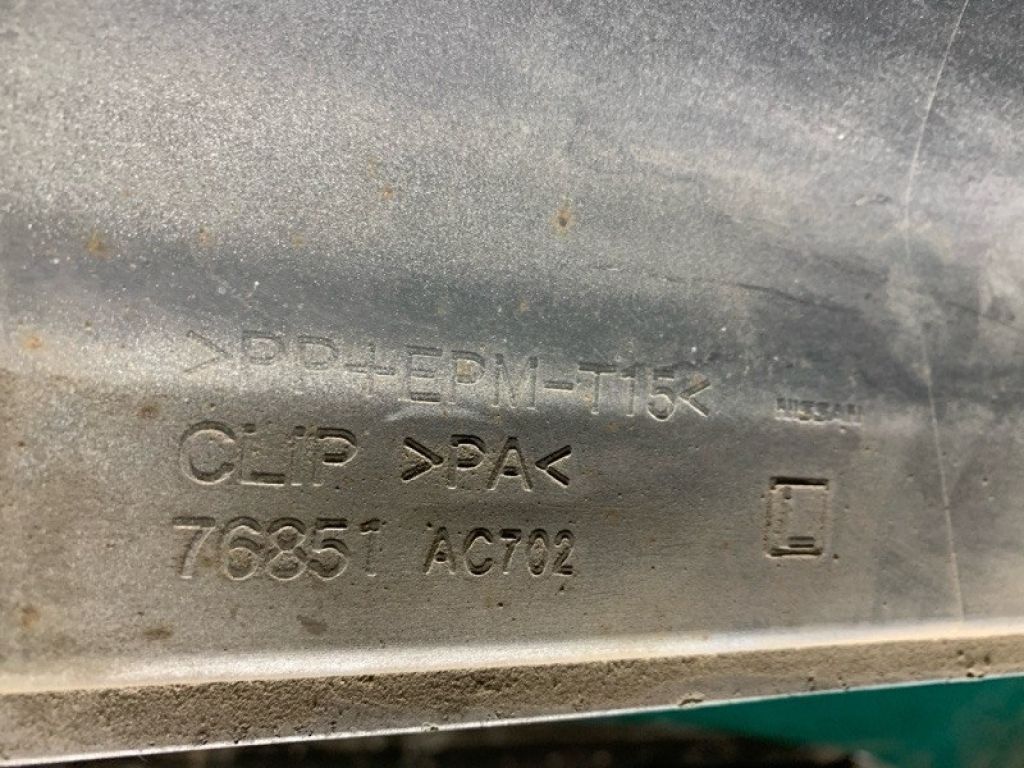 >PP+EPM-T15<
NISSAN
CLIP >PA<
76851 AC702
L